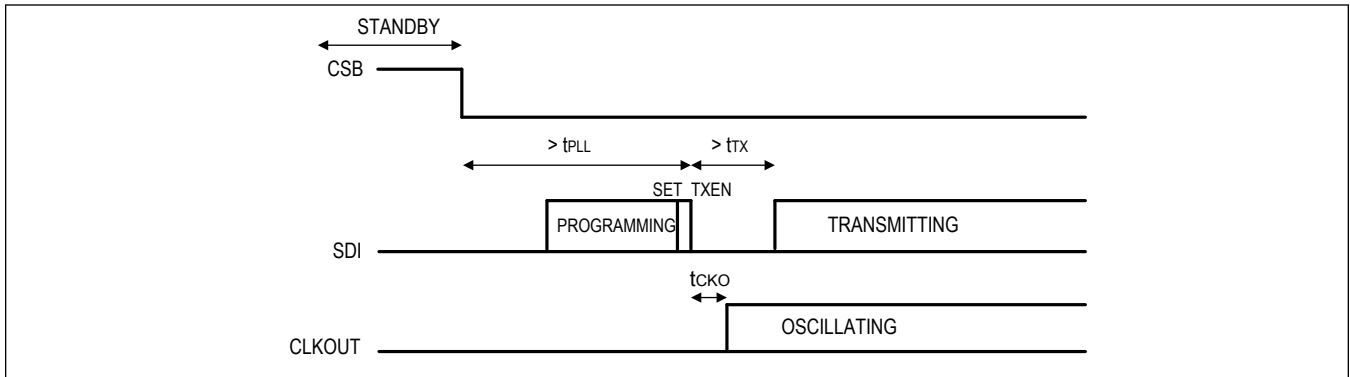 STANDBY
CSB
> tPLL
> tTX
SET TXEN
PROGRAMMING
TRANSMITTING
SDI
tCKO
OSCILLATING
CLKOUT